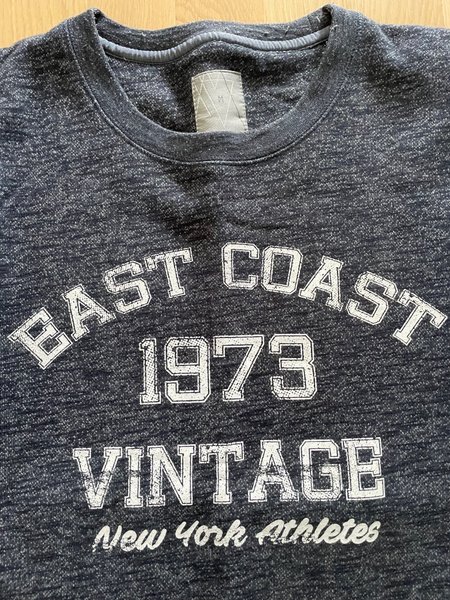 EAST COAST
1973
VINTAGE
New York Athletes